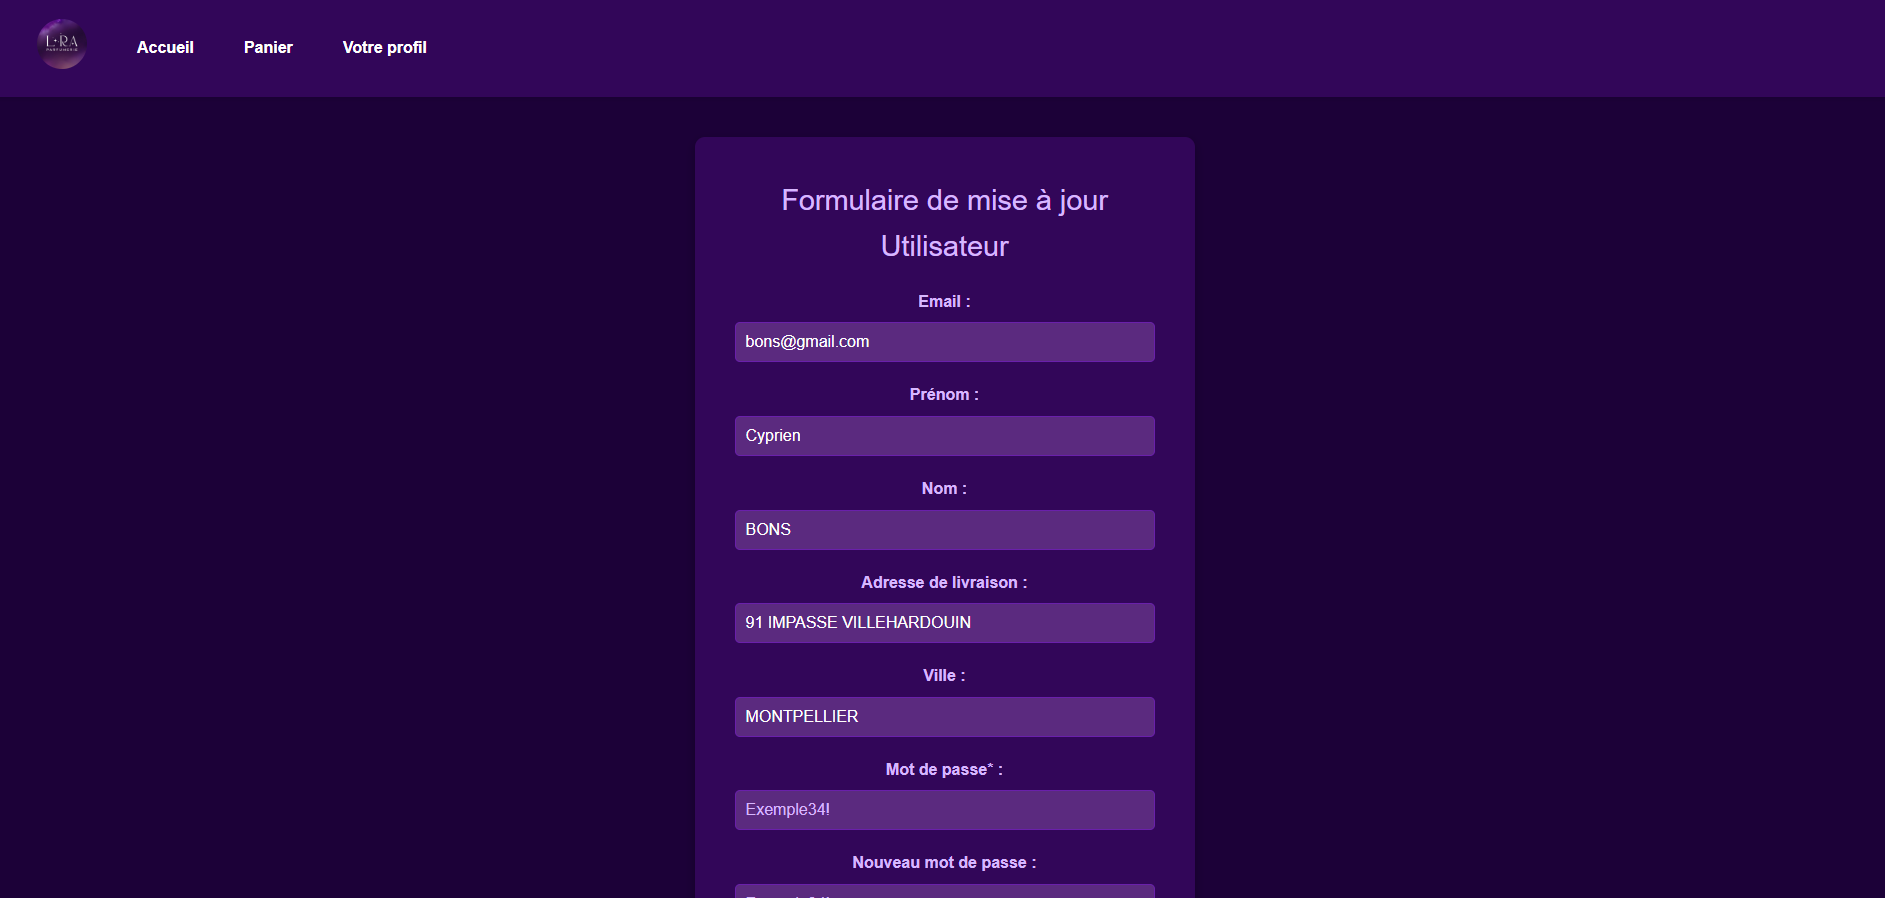 L·RA
PARFUMERIE
Accueil
Panier
Votre profil
Formulaire de mise à jour
Utilisateur
Email :
bons@gmail.com
Prénom :
Cyprien
Nom :
BONS
Adresse de livraison :
91 IMPASSE VILLEHARDOUIN
Ville :
MONTPELLIER
Mot de passe* :
Exemple34!
Nouveau mot de passe :